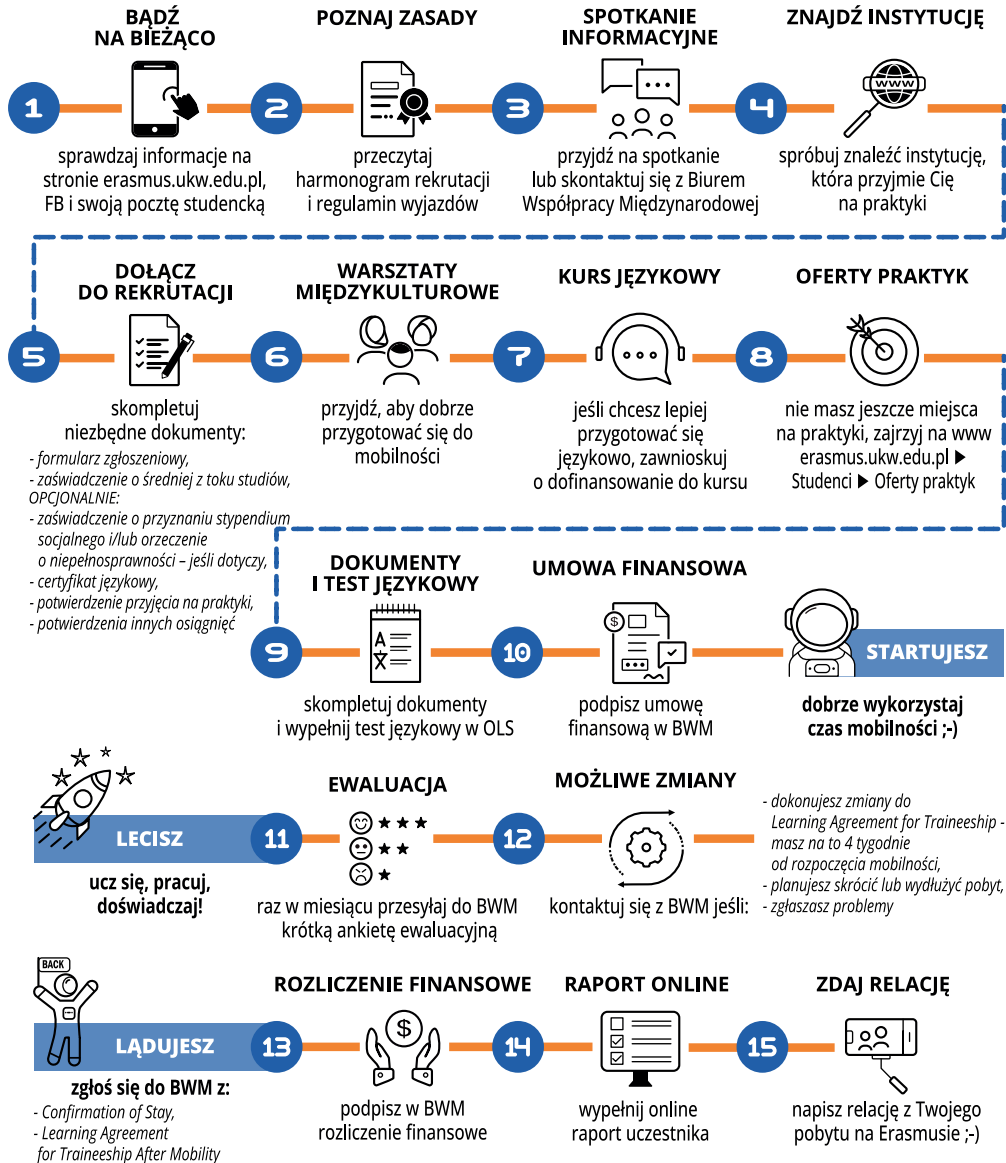 BĄDŹ
NA BIEŻĄCO
1
sprawdzaj informacje na
stronie erasmus.ukw.edu.pl,
FB i swoją pocztę studencką
POZNAJ ZASADY
2
przeczytaj
harmonogram rekrutacji
i regulamin wyjazdów
SPOTKANIE
INFORMACYJNE
3
przyjdź na spotkanie
lub skontaktuj się z Biurem
Współpracy Międzynarodowej
ZNAJDŹ INSTYTUCJĘ
4
WWW
spróbuj znaleźć instytucję,
która przyjmie Cię
na praktyki
DOŁĄCZ
DO REKRUTACJI
5
skompletuj
niezbędne dokumenty:
- formularz zgłoszeniowy,
- zaświadczenie o średniej z toku studiów,
OPCJONALNIE:
- zaświadczenie o przyznaniu stypendium
socjalnego i/lub orzeczenie
o niepełnosprawności – jeśli dotyczy,
- certyfikat językowy,
- potwierdzenie przyjęcia na praktyki,
- potwierdzenia innych osiągnięć
WARSZTATY
MIĘDZYKULTUROWE
6
przyjdź, aby dobrze
przygotować się do
mobilności
KURS JĘZYKOWY
7
jeśli chcesz lepiej
przygotować się
językowo, zawnioskuj
o dofinansowanie do kursu
OFERTY PRAKTYK
8
nie masz jeszcze miejsca
na praktyki, zajrzyj na www
erasmus.ukw.edu.pl ▶
Studenci ▶ Oferty praktyk
DOKUMENTY
I TEST JĘZYKOWY
9
A
skompletuj dokumenty
i wypełnij test językowy w OLS
UMOWA FINANSOWA
10
$
podpisz umowę
finansową w BWM
STARTUJESZ
dobrze wykorzystaj
czas mobilności ;-)
LECISZ
ucz się, pracuj,
doświadczaj!
EWALUACJA
11
raz w miesiącu przesyłaj do BWM
krótką ankietę ewaluacyjną
MOŻLIWE ZMIANY
12
kontaktuj się z BWM jeśli:
- dokonujesz zmiany do
Learning Agreement for Traineeship -
masz na to 4 tygodnie
od rozpoczęcia mobilności,
- planujesz skrócić lub wydłużyć pobyt,
- zgłaszasz problemy
BACK
LĄDUJESZ
zgłoś się do BWM z:
- Confirmation of Stay,
- Learning Agreement
for Traineeship After Mobility
ROZLICZENIE FINANSOWE
13
$
podpisz w BWM
rozliczenie finansowe
RAPORT ONLINE
14
wypełnij online
raport uczestnika
ZDAJ RELACJĘ
15
napisz relację z Twojego
pobytu na Erasmusie ;-)